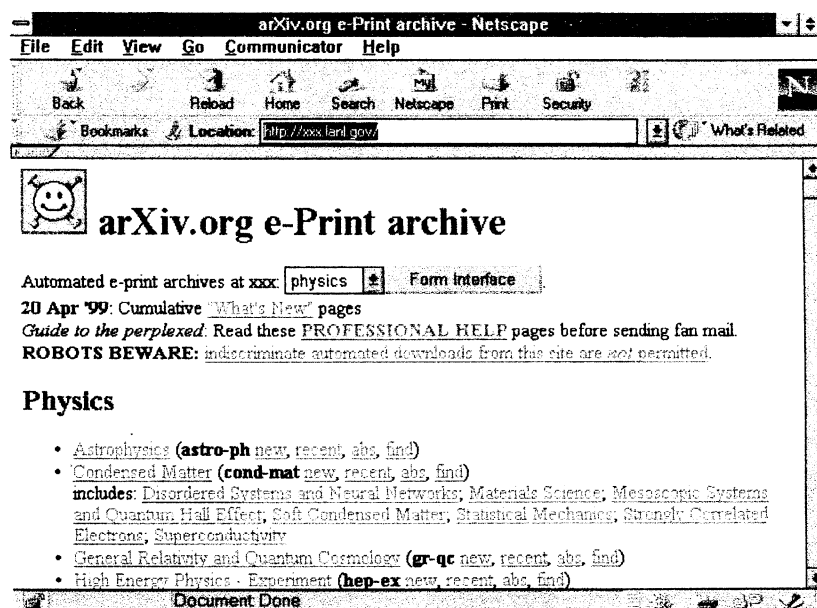 arXiv.org e-Print archive - Netscape
File Edit View Go Communicator Help
Back Reload Home Search Netscape Print Security
Bookmarks Location: http://xxx.lanl.gov/ What's Related
arXiv.org e-Print archive
Automated e-print archives at xxx: physics Form Interface
20 Apr '99: Cumulative "What's New" pages
Guide to the perplexed: Read these PROFESSIONAL HELP pages before sending fan mail.
ROBOTS BEWARE: indiscriminate automated downloads from this site are not permitted.
Physics
• Astrophysics (astro-ph new, recent, abs, find)
• Condensed Matter (cond-mat new, recent, abs, find)
includes: Disordered Systems and Neural Networks; Materials Science; Mesoscopic Systems
and Quantum Hall Effect; Soft Condensed Matter; Statistical Mechanics; Strongly Correlated
Electrons; Superconductivity
• General Relativity and Quantum Cosmology (gr-qc new, recent, abs, find)
• High Energy Physics - Experiment (hep-ex new, recent, abs, find)
Document Done